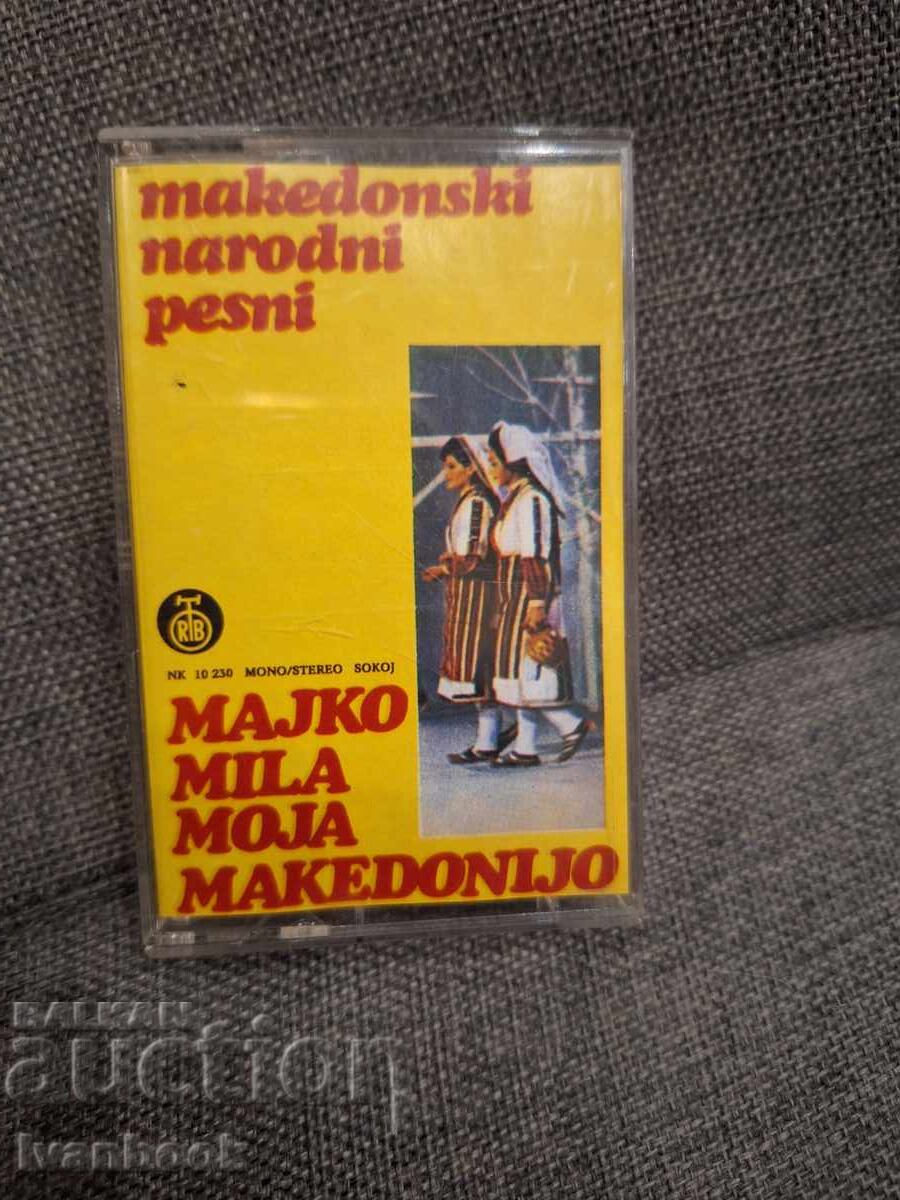 makedonski
narodni
pesni
RTB
NK 10 230 MONO/STEREO SOKOJ
MAJKO
MILA
MOJA
MAKEDONIJO
BALKAN
auction
Ivanbook